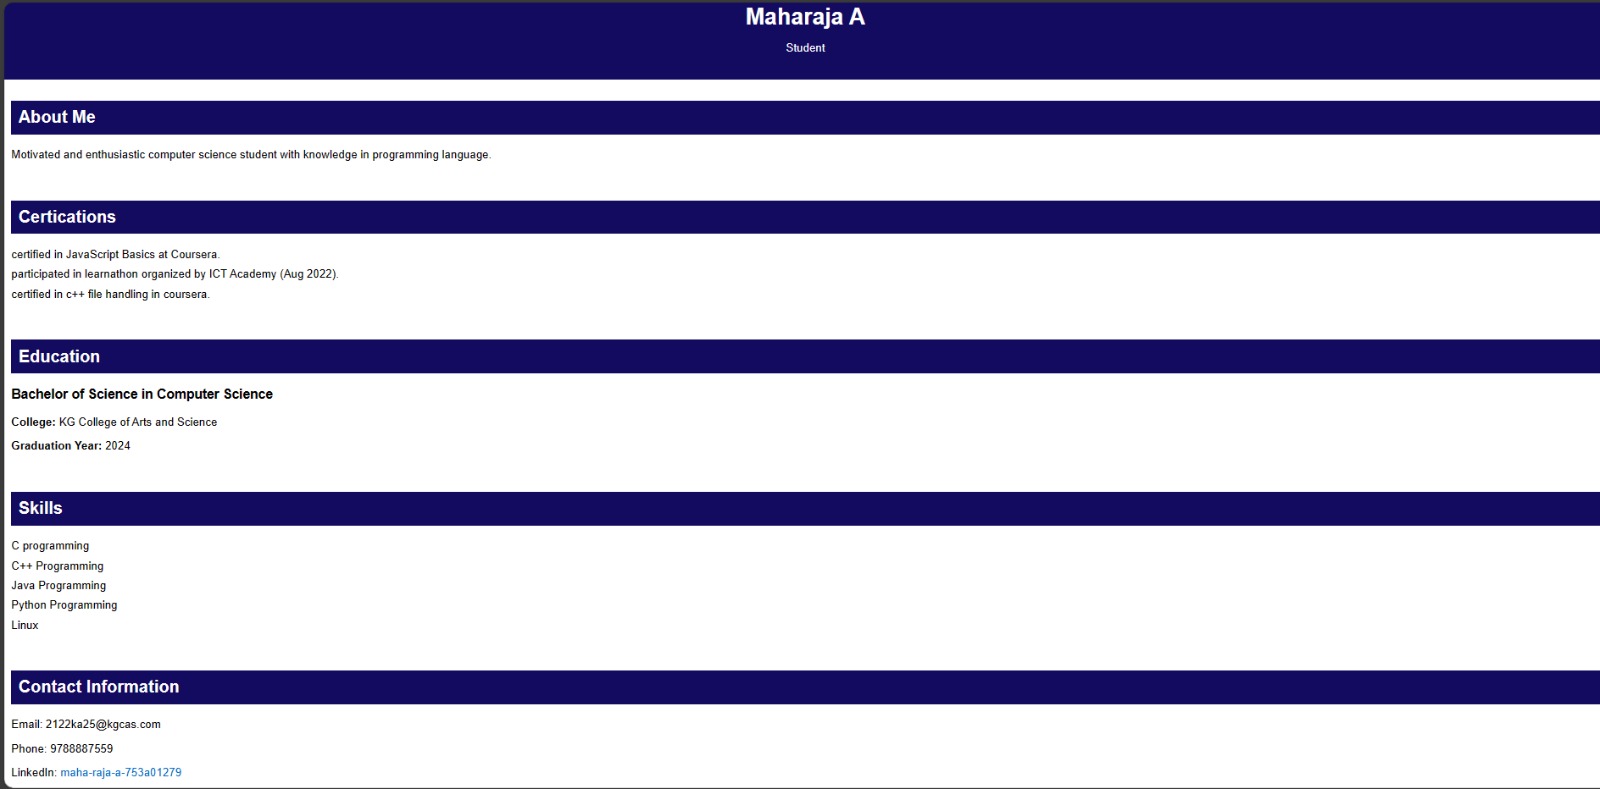 Maharaja A
Student
About Me
Motivated and enthusiastic computer science student with knowledge in programming language.
Certications
certified in JavaScript Basics at Coursera.
participated in learnathon organized by ICT Academy (Aug 2022).
certified in c++ file handling in coursera.
Education
Bachelor of Science in Computer Science
College: KG College of Arts and Science
Graduation Year: 2024
Skills
C programming
C++ Programming
Java Programming
Python Programming
Linux
Contact Information
Email: 2122ka25@kgcas.com
Phone: 9788887559
LinkedIn: maha-raja-a-753a01279